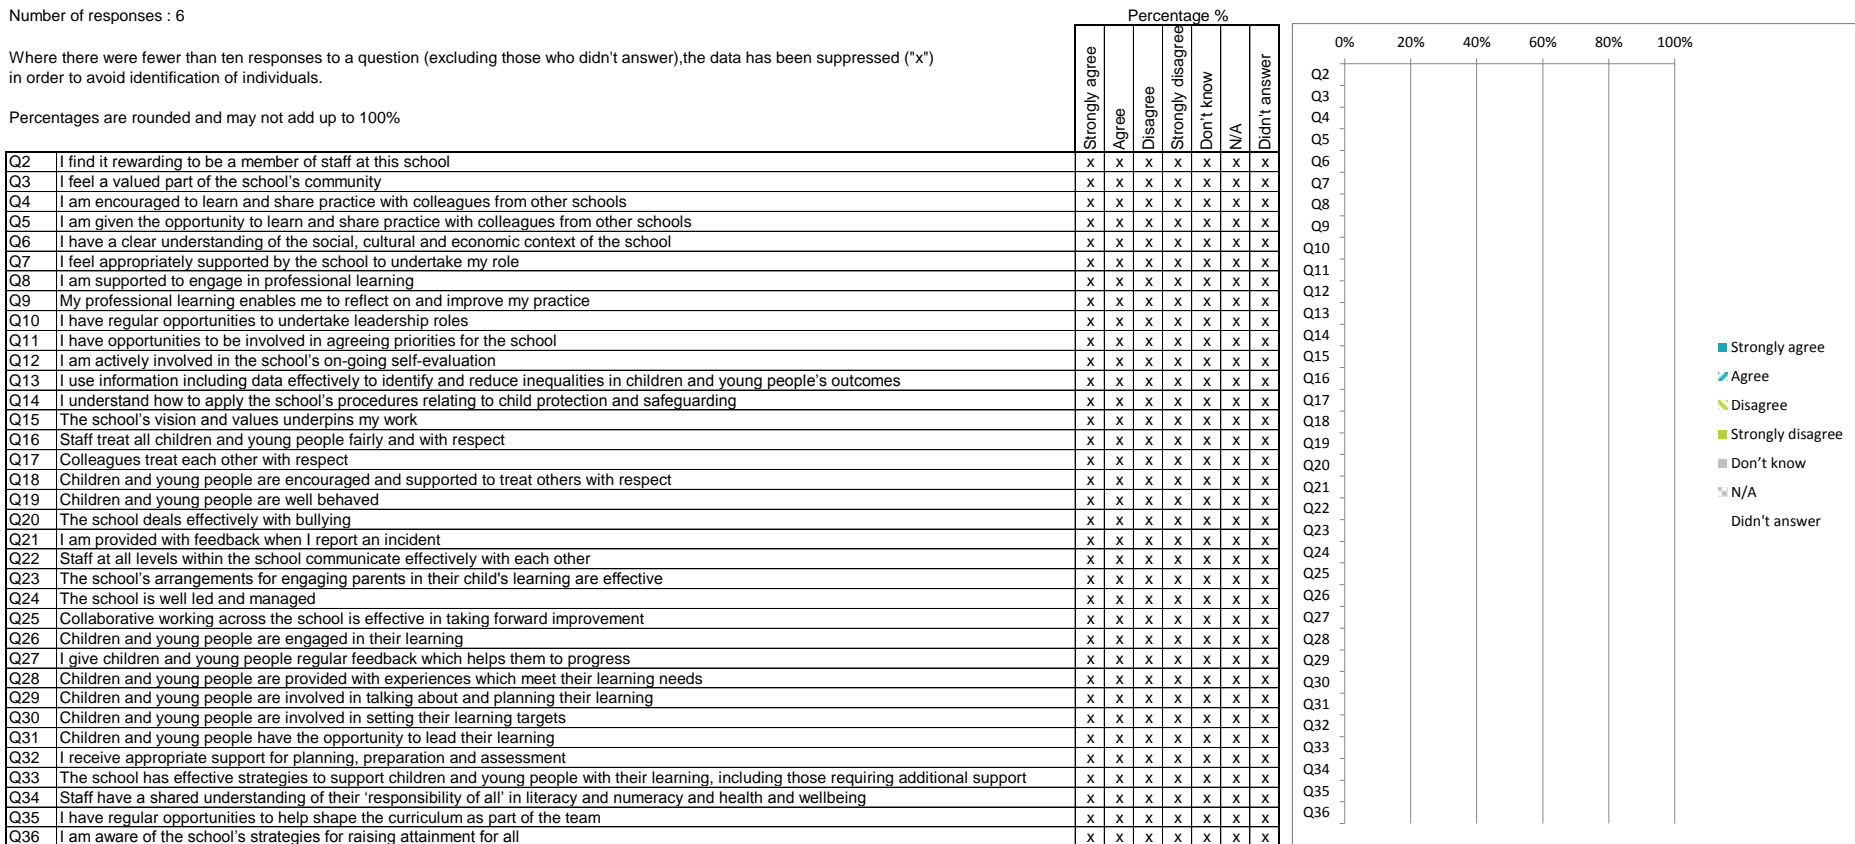 Number of responses : 6
Percentage %
Where there were fewer than ten responses to a question (excluding those who didn't answer),the data has been suppressed ("x")
in order to avoid identification of individuals.
Percentages are rounded and may not add up to 100%
Strongly agree
Agree
Disagree
Strongly disagree
Don't know
N/A
Didn't answer
Q2 I find it rewarding to be a member of staff at this school x x x x x x x
Q3 I feel a valued part of the school’s community x x x x x x x
Q4 I am encouraged to learn and share practice with colleagues from other schools x x x x x x x
Q5 I am given the opportunity to learn and share practice with colleagues from other schools x x x x x x x
Q6 I have a clear understanding of the social, cultural and economic context of the school x x x x x x x
Q7 I feel appropriately supported by the school to undertake my role x x x x x x x
Q8 I am supported to engage in professional learning x x x x x x x
Q9 My professional learning enables me to reflect on and improve my practice x x x x x x x
Q10 I have regular opportunities to undertake leadership roles x x x x x x x
Q11 I have opportunities to be involved in agreeing priorities for the school x x x x x x x
Q12 I am actively involved in the school’s on-going self-evaluation x x x x x x x
Q13 I use information including data effectively to identify and reduce inequalities in children and young people’s outcomes x x x x x x x
Q14 I understand how to apply the school’s procedures relating to child protection and safeguarding x x x x x x x
Q15 The school’s vision and values underpins my work x x x x x x x
Q16 Staff treat all children and young people fairly and with respect x x x x x x x
Q17 Colleagues treat each other with respect x x x x x x x
Q18 Children and young people are encouraged and supported to treat others with respect x x x x x x x
Q19 Children and young people are well behaved x x x x x x x
Q20 The school deals effectively with bullying x x x x x x x
Q21 I am provided with feedback when I report an incident x x x x x x x
Q22 Staff at all levels within the school communicate effectively with each other x x x x x x x
Q23 The school’s arrangements for engaging parents in their child's learning are effective x x x x x x x
Q24 The school is well led and managed x x x x x x x
Q25 Collaborative working across the school is effective in taking forward improvement x x x x x x x
Q26 Children and young people are engaged in their learning x x x x x x x
Q27 I give children and young people regular feedback which helps them to progress x x x x x x x
Q28 Children and young people are provided with experiences which meet their learning needs x x x x x x x
Q29 Children and young people are involved in talking about and planning their learning x x x x x x x
Q30 Children and young people are involved in setting their learning targets x x x x x x x
Q31 Children and young people have the opportunity to lead their learning x x x x x x x
Q32 I receive appropriate support for planning, preparation and assessment x x x x x x x
Q33 The school has effective strategies to support children and young people with their learning, including those requiring additional support x x x x x x x
Q34 Staff have a shared understanding of their ‘responsibility of all’ in literacy and numeracy and health and wellbeing x x x x x x x
Q35 I have regular opportunities to help shape the curriculum as part of the team x x x x x x x
Q36 I am aware of the school’s strategies for raising attainment for all x x x x x x x
0% 20% 40% 60% 80% 100%
Q2
Q3
Q4
Q5
Q6
Q7
Q8
Q9
Q10
Q11
Q12
Q13
Q14
Q15
Q16
Q17
Q18
Q19
Q20
Q21
Q22
Q23
Q24
Q25
Q26
Q27
Q28
Q29
Q30
Q31
Q32
Q33
Q34
Q35
Q36
Strongly agree
Agree
Disagree
Strongly disagree
Don’t know
N/A
Didn't answer